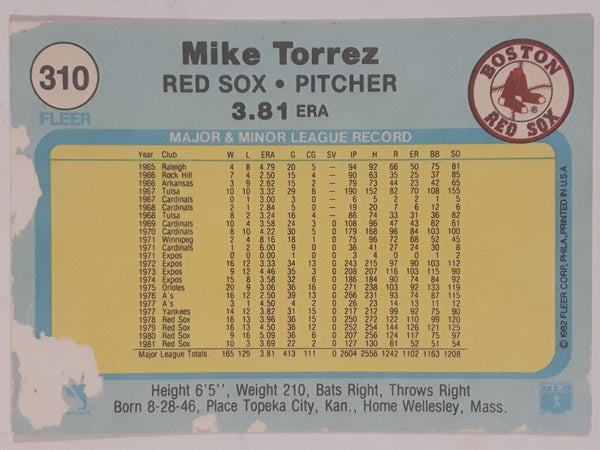 310
FLEER
Mike Torrez
RED SOX • PITCHER
3.81 ERA
BOSTON
RED SOX
MAJOR & MINOR LEAGUE RECORD
Year Club W L ERA G CG SV IP H R ER BB SO
1965 Raleigh 4 8 4.79 20 5 – 94 92 66 50 75 81
1966 Rock Hill 7 4 2.50 15 4 – 90 63 35 25 37 85
1966 Arkansas 3 9 2.62 15 2 – 79 73 44 23 42 65
1967 Tulsa 10 10 3.32 29 6 – 190 152 82 70 108 155
1967 Cardinals 0 1 3.00 3 0 – 6 5 2 2 1 5
1968 Cardinals 2 1 2.84 5 0 – 19 20 7 6 12 6
1968 Tulsa 8 2 3.24 16 4 – 86 74 33 31 36 82
1969 Cardinals 10 4 3.58 24 3 0 108 96 47 43 62 61
1970 Cardinals 8 10 4.22 30 5 0 179 168 96 84 103 100
1971 Winnipeg 2 4 8.16 18 1 0 75 96 72 68 52 45
1971 Cardinals 1 2 6.00 9 0 0 36 41 27 24 30 8
1971 Expos 0 0 0.00 1 0 0 3 4 0 0 1 2
1972 Expos 16 12 3.33 34 13 0 243 215 97 90 103 112
1973 Expos 9 12 4.46 35 3 0 208 207 116 103 115 90
1974 Expos 15 8 3.58 32 6 0 186 184 90 74 84 92
1975 Orioles 20 9 3.06 36 16 0 271 238 103 92 133 119
1976 A's 16 12 2.50 39 13 0 266 231 93 74 87 115
1977 A's 3 1 4.50 4 2 0 26 23 14 13 11 12
1977 Yankees 14 12 3.82 31 15 0 217 212 99 92 75 90
1978 Red Sox 16 13 3.96 36 15 0 250 272 122 110 99 120
1979 Red Sox 16 13 4.50 36 12 0 252 254 144 126 121 125
1980 Red Sox 9 16 5.09 36 6 0 207 256 124 117 75 97
1981 Red Sox 10 3 3.69 22 2 0 127 130 61 52 51 54
Major League Totals 165 129 3.81 413 111 0 2604 2556 1242 1102 1163 1208
© 1982 FLEER CORP. PHILA., PRINTED IN U.S.A.
Height 6'5'', Weight 210, Bats Right, Throws Right
Born 8-28-46, Place Topeka City, Kan., Home Wellesley, Mass.